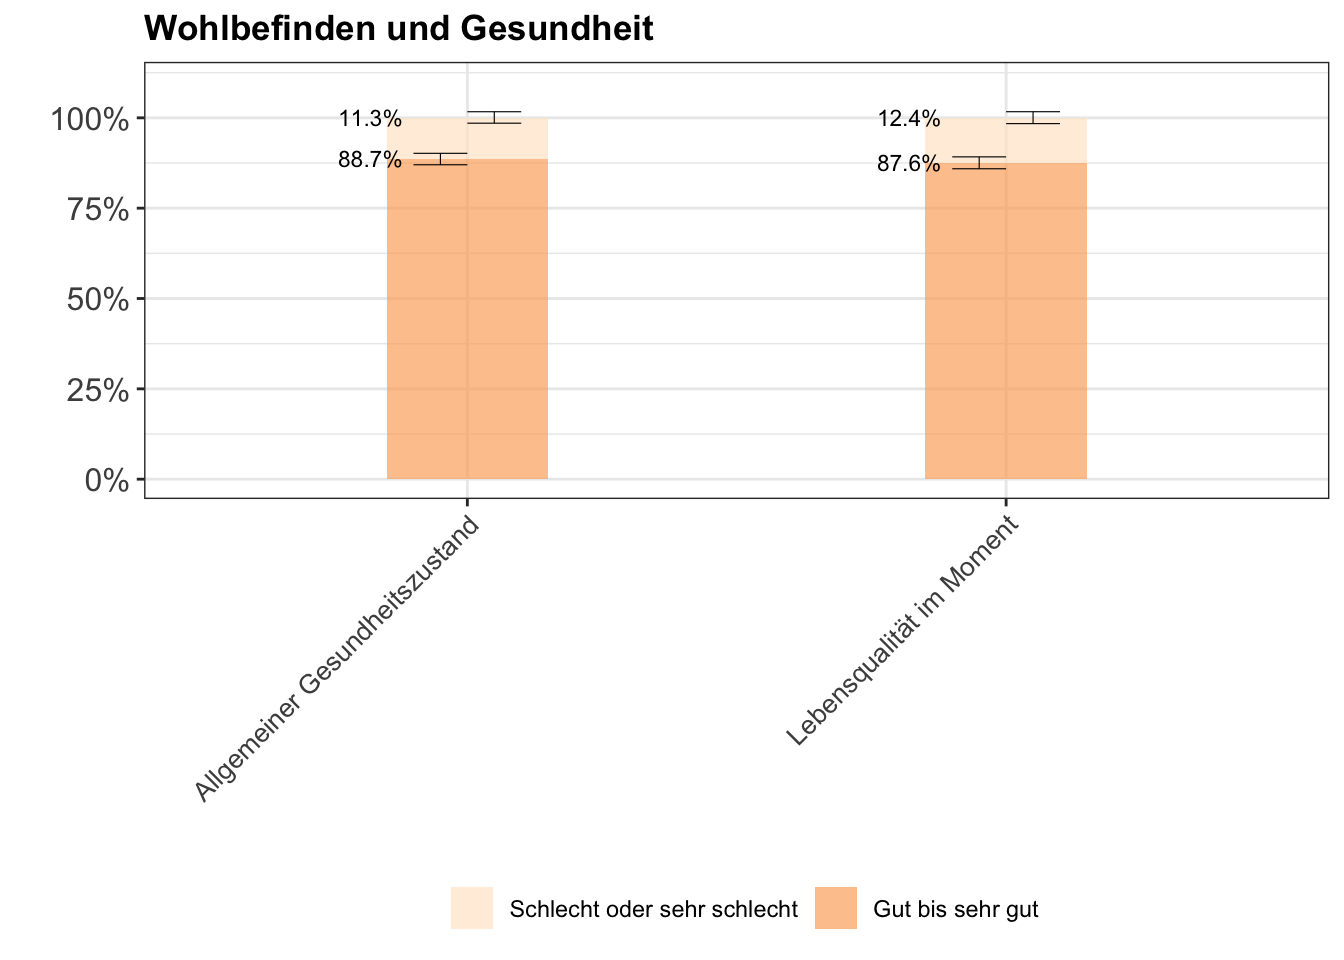 Wohlbefinden und Gesundheit
100%
75%
50%
25%
0%
11.3%
88.7%
12.4%
87.6%
Allgemeiner Gesundheitszustand
Lebensqualität im Moment
Schlecht oder sehr schlecht
Gut bis sehr gut